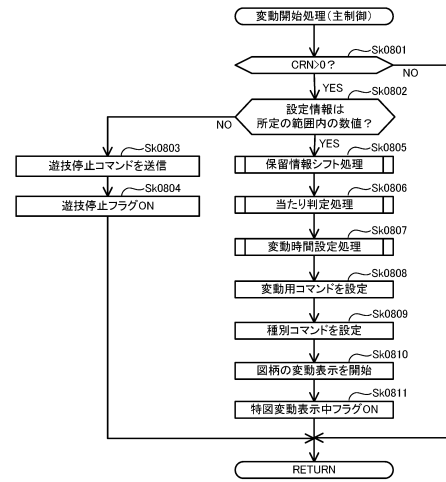 変動開始処理（主制御）
Sk0801
CRN>0？
NO
YES
Sk0802
設定情報は
所定の範囲内の数値？
NO
YES
Sk0803
遊技停止コマンドを送信
Sk0804
遊技停止フラグON
Sk0805
保留情報シフト処理
Sk0806
当たり判定処理
Sk0807
変動時間設定処理
Sk0808
変動用コマンドを設定
Sk0809
種別コマンドを設定
Sk0810
図柄の変動表示を開始
Sk0811
特図変動表示中フラグON
RETURN